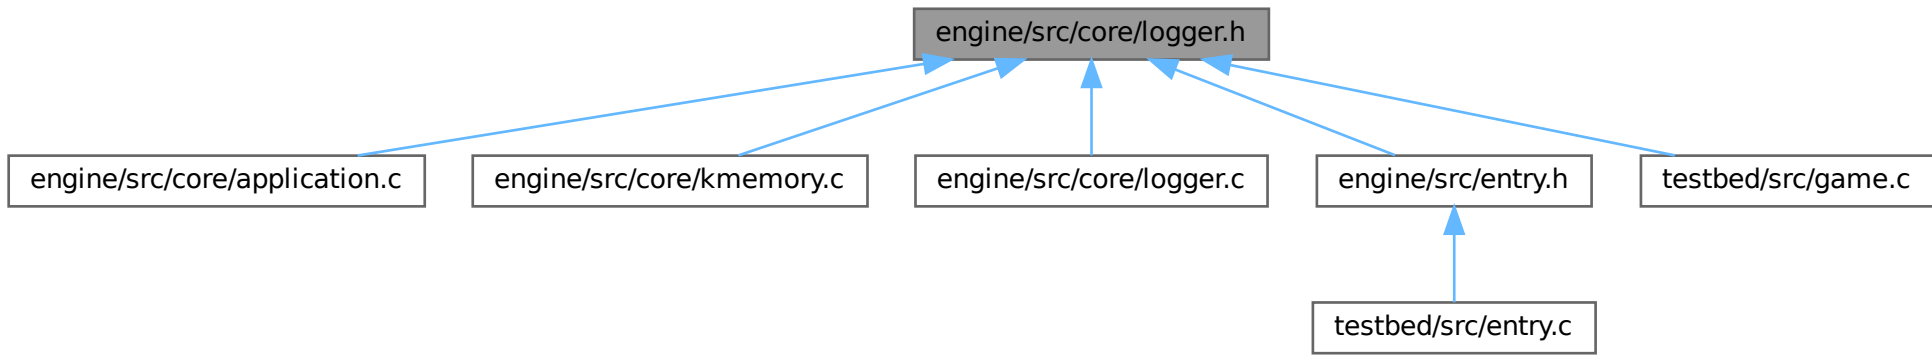 engine/src/core/logger.h
engine/src/core/application.c
engine/src/core/kmemory.c
engine/src/core/logger.c
engine/src/entry.h
testbed/src/game.c
testbed/src/entry.c